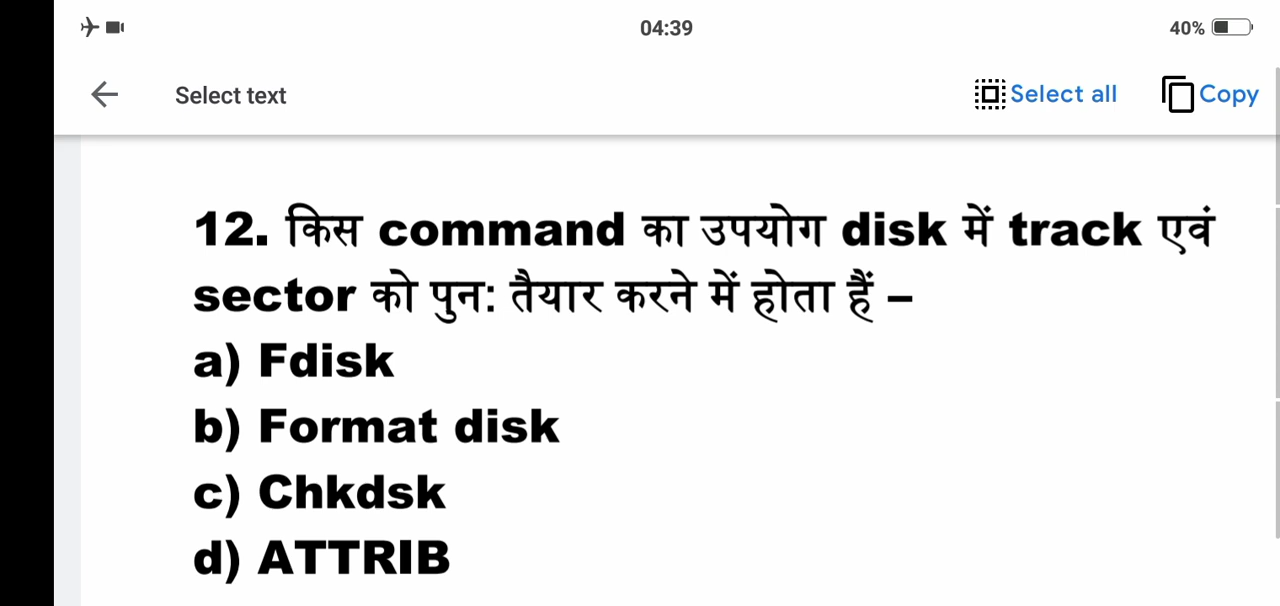 04:39
40%
Select text
Select all
Copy
12. किस command का उपयोग disk में track एवं
sector को पुन: तैयार करने में होता हैं –
a) Fdisk
b) Format disk
c) Chkdsk
d) ATTRIB